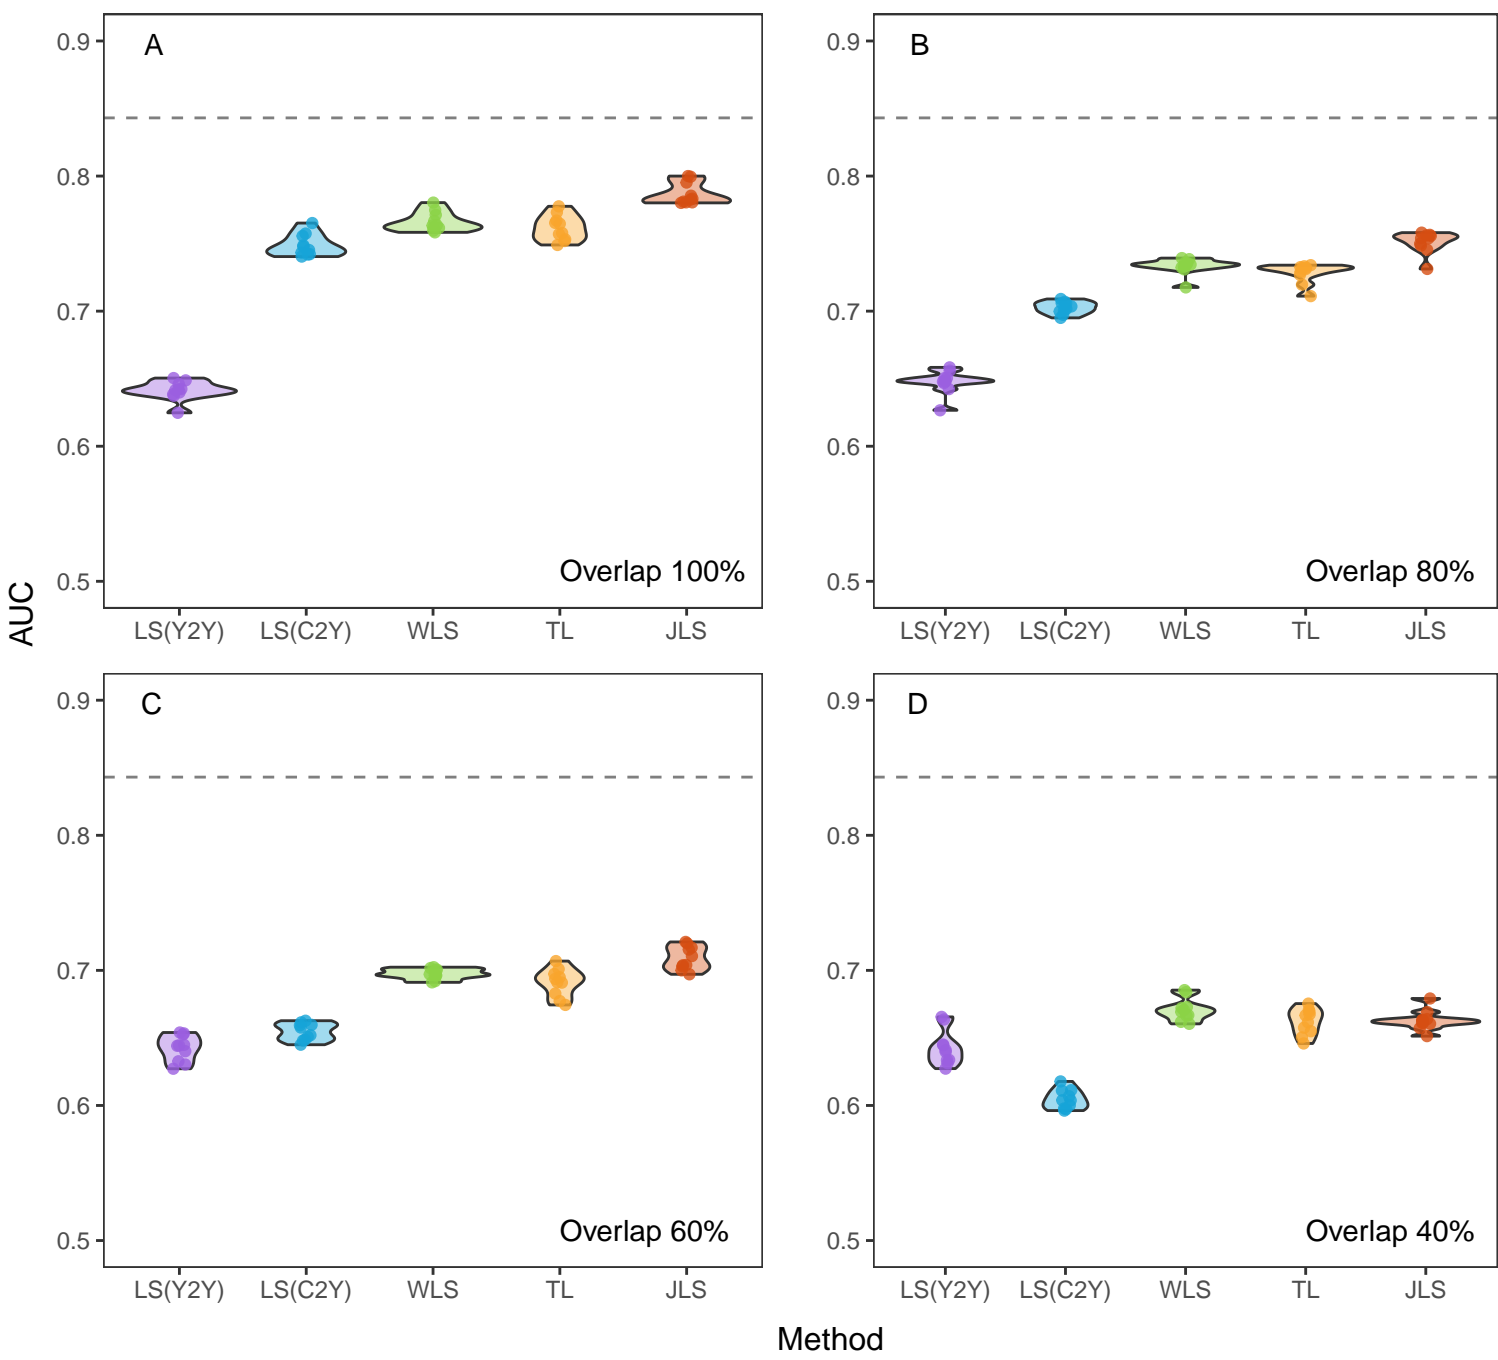 A
0.9
0.8
0.7
0.6
0.5
Overlap 100%
LS(Y2Y) LS(C2Y) WLS TL JLS
B
0.9
0.8
0.7
0.6
0.5
Overlap 80%
LS(Y2Y) LS(C2Y) WLS TL JLS
AUC
C
0.9
0.8
0.7
0.6
0.5
Overlap 60%
LS(Y2Y) LS(C2Y) WLS TL JLS
D
0.9
0.8
0.7
0.6
0.5
Overlap 40%
LS(Y2Y) LS(C2Y) WLS TL JLS
Method